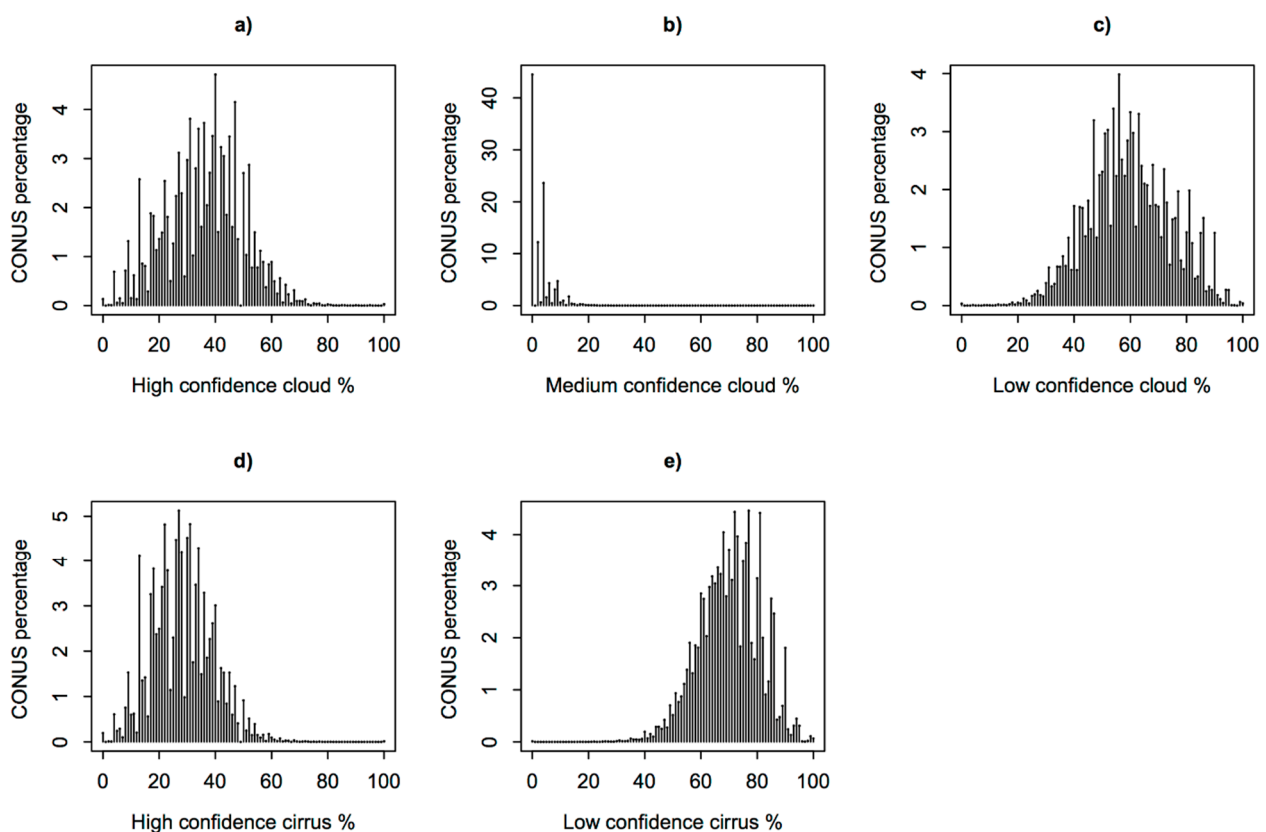 a)
CONUS percentage
0 1 2 3 4
0 20 40 60 80 100
High confidence cloud %
b)
CONUS percentage
0 10 20 30 40
0 20 40 60 80 100
Medium confidence cloud %
c)
CONUS percentage
0 1 2 3 4
0 20 40 60 80 100
Low confidence cloud %
d)
CONUS percentage
0 1 2 3 4 5
0 20 40 60 80 100
High confidence cirrus %
e)
CONUS percentage
0 1 2 3 4
0 20 40 60 80 100
Low confidence cirrus %